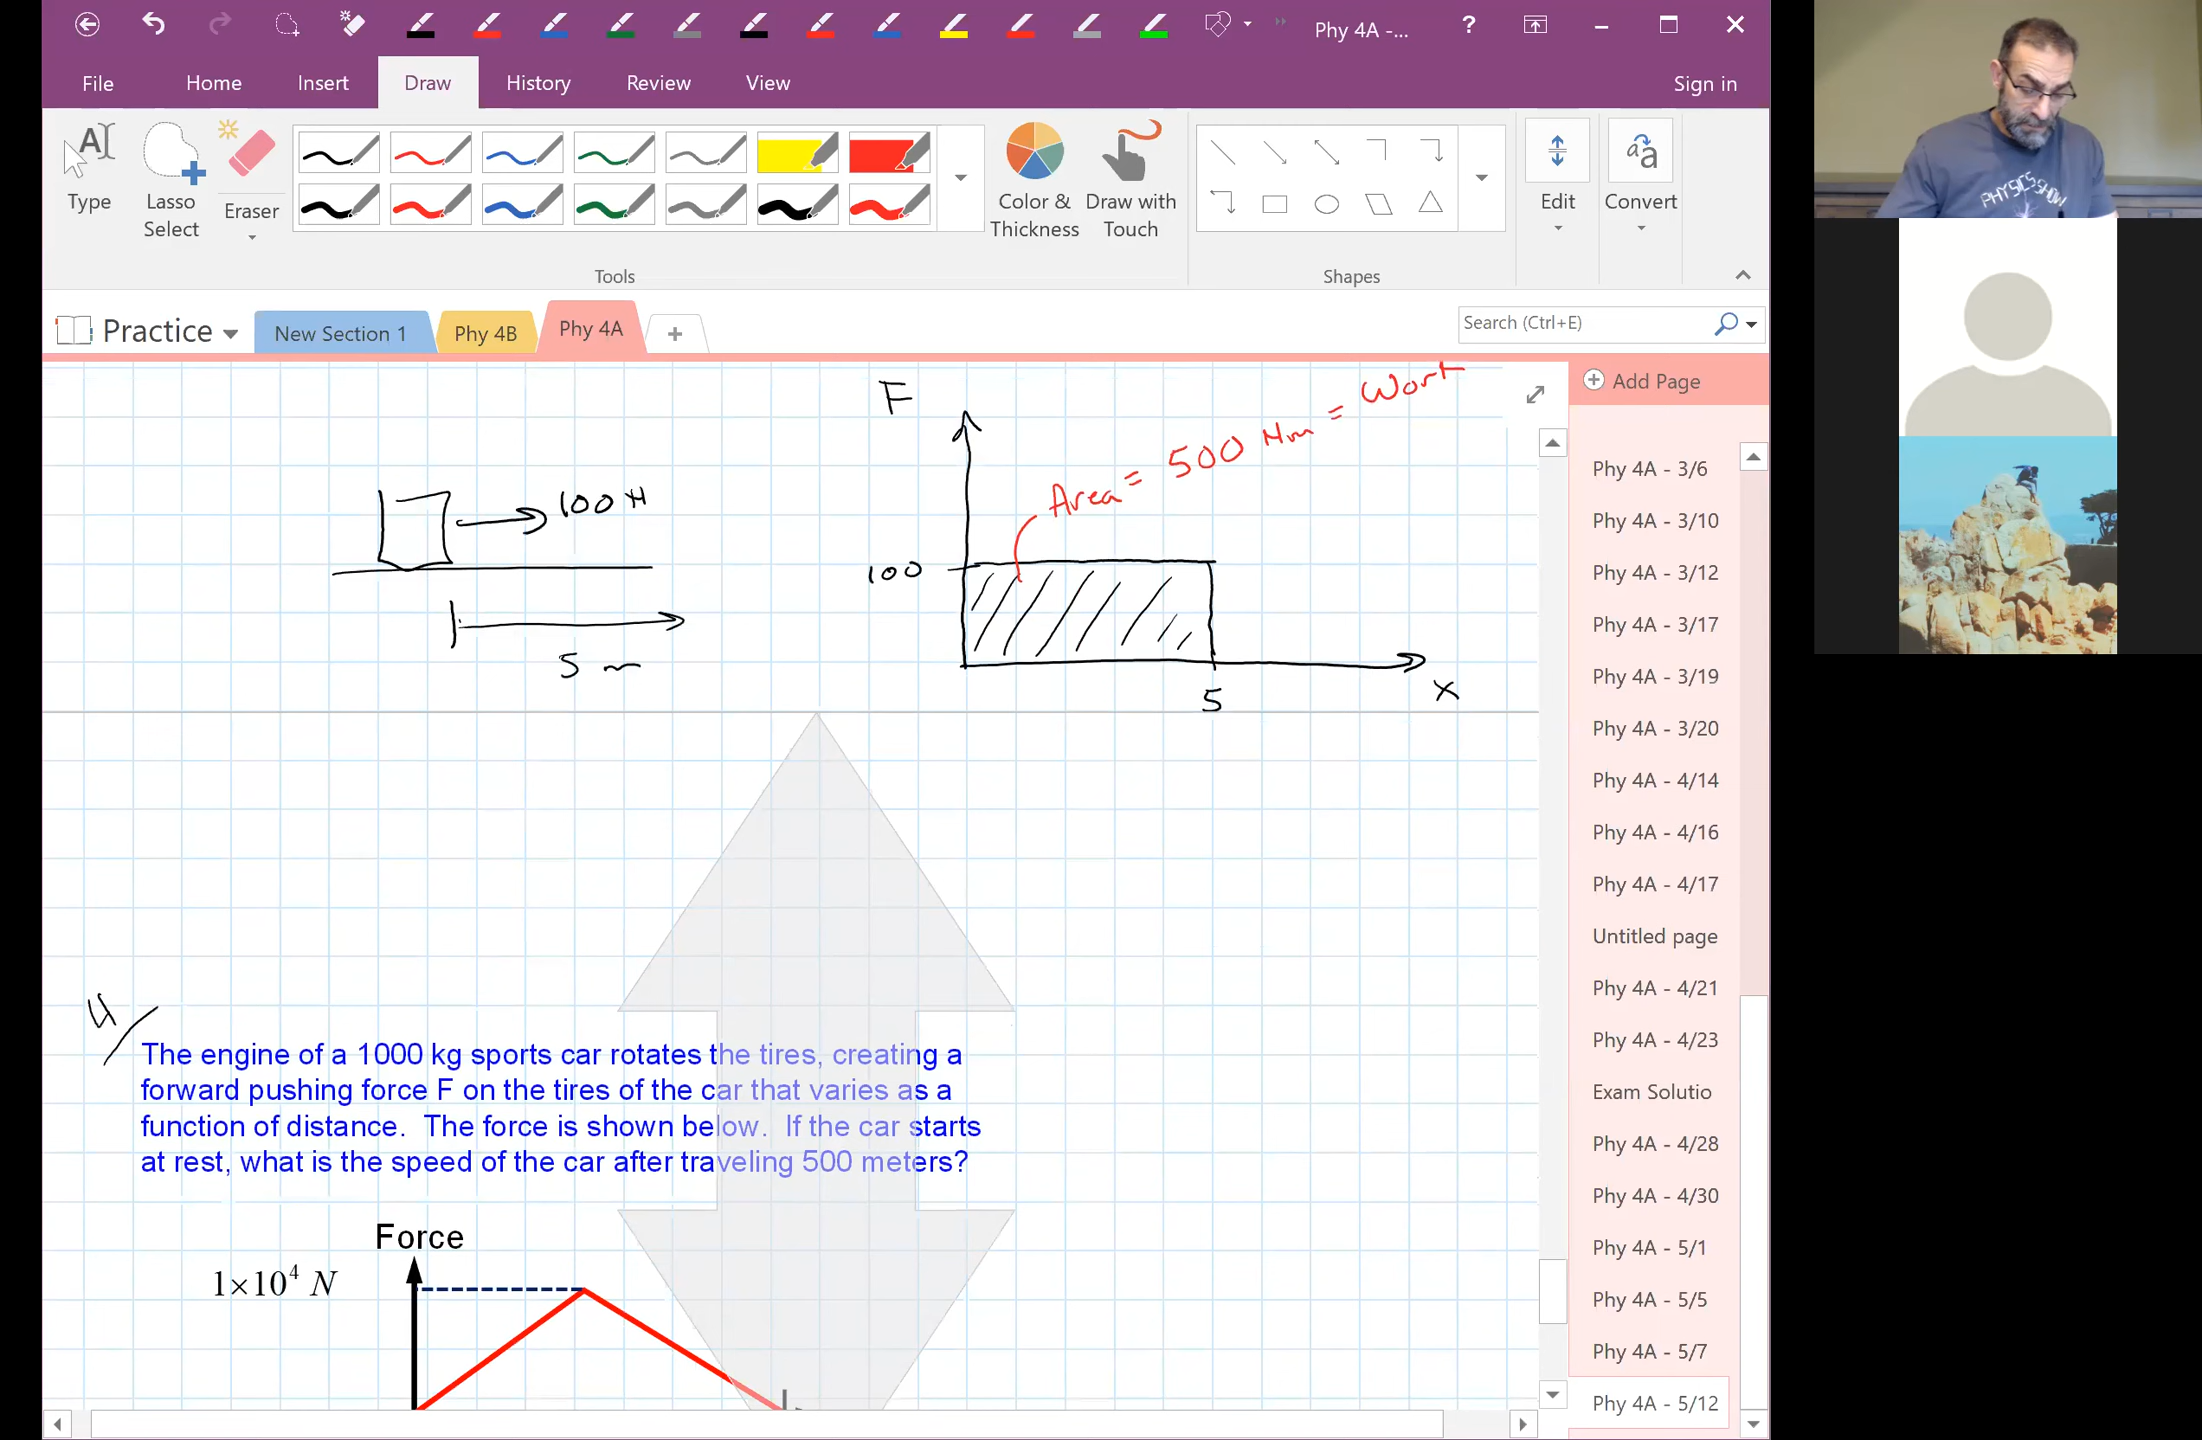 Phy 4A -...
?
File
Home
Insert
Draw
History
Review
View
Sign in
Type
Lasso
Select
Eraser
Color &
Thickness
Draw with
Touch
Edit
Convert
Tools
Shapes
Practice
New Section 1
Phy 4B
Phy 4A
Search (Ctrl+E)
Add Page
Phy 4A - 3/6
Phy 4A - 3/10
Phy 4A - 3/12
Phy 4A - 3/17
Phy 4A - 3/19
Phy 4A - 3/20
Phy 4A - 4/14
Phy 4A - 4/16
Phy 4A - 4/17
Untitled page
Phy 4A - 4/21
Phy 4A - 4/23
Exam Solutio
Phy 4A - 4/28
Phy 4A - 4/30
Phy 4A - 5/1
Phy 4A - 5/5
Phy 4A - 5/7
Phy 4A - 5/12
100 N
5 m
F
Area = 500 Nm = Work
100
5
x
4/
The engine of a 1000 kg sports car rotates the tires, creating a
forward pushing force F on the tires of the car that varies as a
function of distance. The force is shown below. If the car starts
at rest, what is the speed of the car after traveling 500 meters?
Force
1×10⁴ N
PHYSICS SHOW